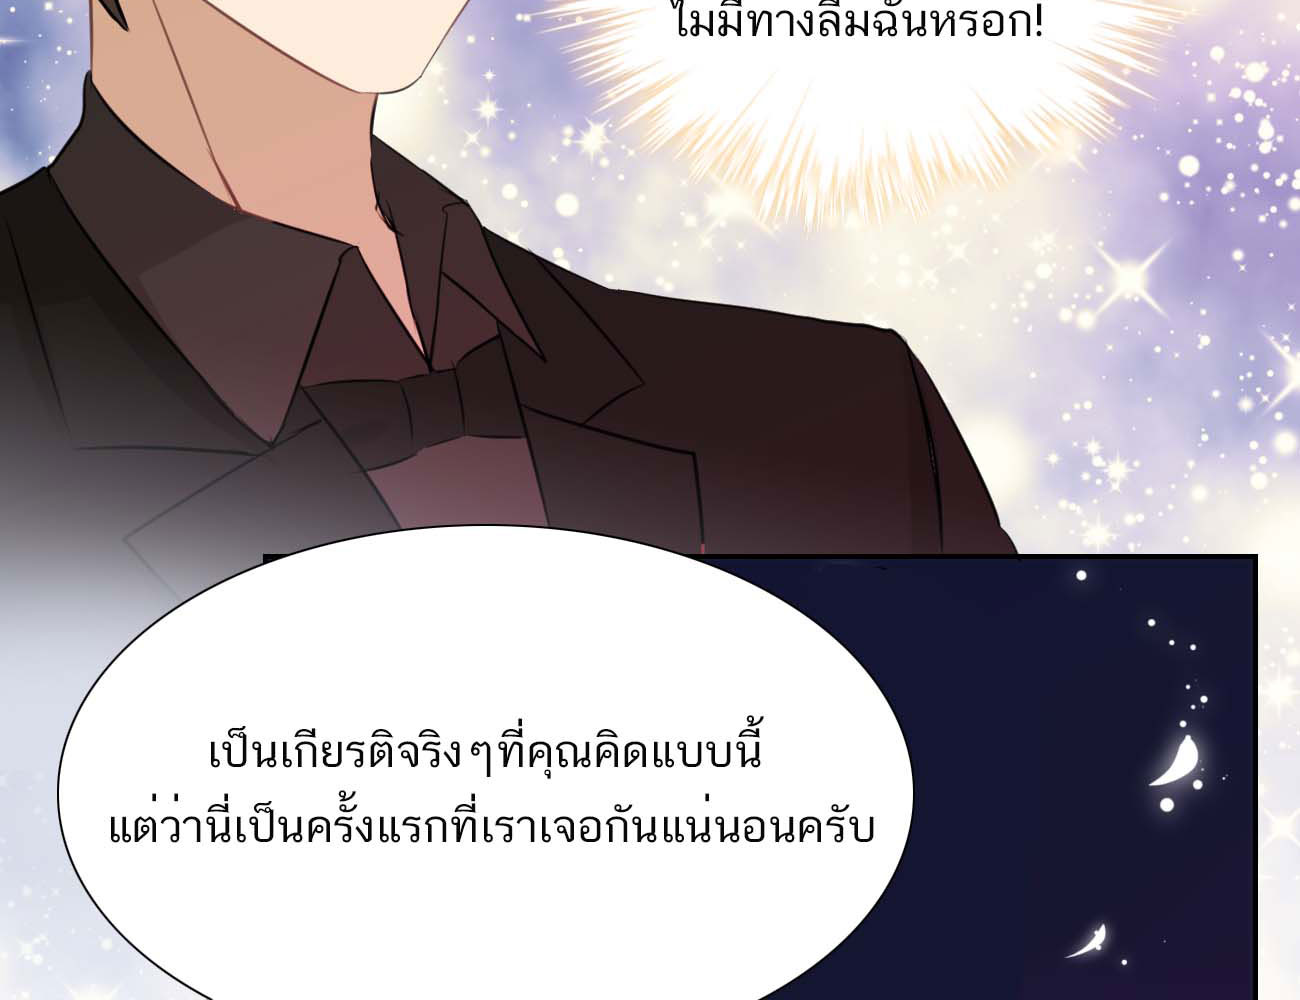 ไม่มีทางลืมฉันหรอก!
เป็นเกียรติจริงๆที่คุณคิดแบบนี้
แต่ว่านี่เป็นครั้งแรกที่เราเจอกันแน่นอนครับ